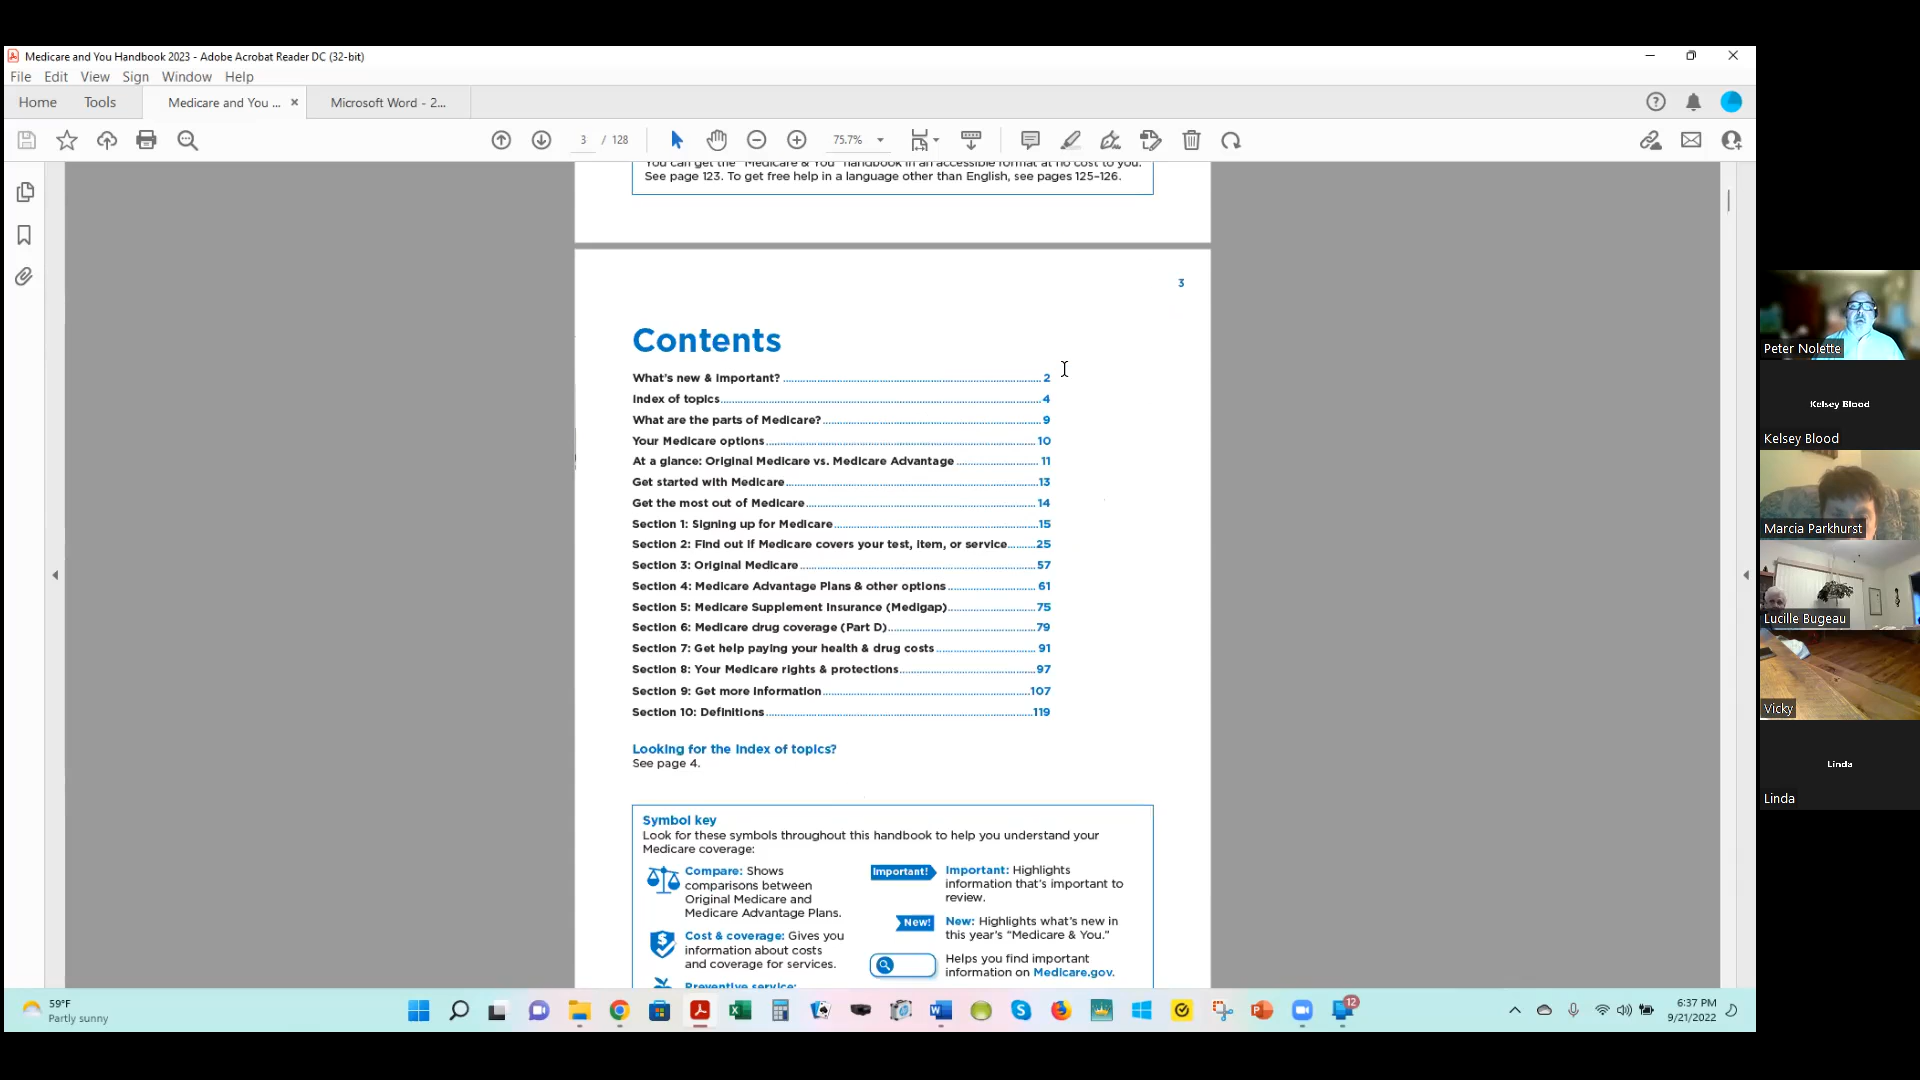 Medicare and You Handbook 2023 - Adobe Acrobat Reader DC (32-bit)
File Edit View Sign Window Help
Home Tools Medicare and You ... × Microsoft Word - 2...
3 / 128 75.7%
You can get the "Medicare & You" handbook in an accessible format at no cost to you.
See page 123. To get free help in a language other than English, see pages 125–126.
3
Contents
What's new & important? 2
Index of topics 4
What are the parts of Medicare? 9
Your Medicare options 10
At a glance: Original Medicare vs. Medicare Advantage 11
Get started with Medicare 13
Get the most out of Medicare 14
Section 1: Signing up for Medicare 15
Section 2: Find out if Medicare covers your test, item, or service 25
Section 3: Original Medicare 57
Section 4: Medicare Advantage Plans & other options 61
Section 5: Medicare Supplement Insurance (Medigap) 75
Section 6: Medicare drug coverage (Part D) 79
Section 7: Get help paying your health & drug costs 91
Section 8: Your Medicare rights & protections 97
Section 9: Get more information 107
Section 10: Definitions 119
Looking for the index of topics?
See page 4.
Symbol key
Look for these symbols throughout this handbook to help you understand your
Medicare coverage:
Compare: Shows
comparisons between
Original Medicare and
Medicare Advantage Plans.
Cost & coverage: Gives you
information about costs
and coverage for services.
Preventive service:
Important!
Important: Highlights
information that's important to
review.
New!
New: Highlights what's new in
this year's "Medicare & You."
Helps you find important
information on Medicare.gov.
Peter Nolette
Kelsey Blood
Kelsey Blood
Marcia Parkhurst
Lucille Bugeau
Vicky
Linda
Linda
59°F
Partly sunny
12
6:37 PM
9/21/2022